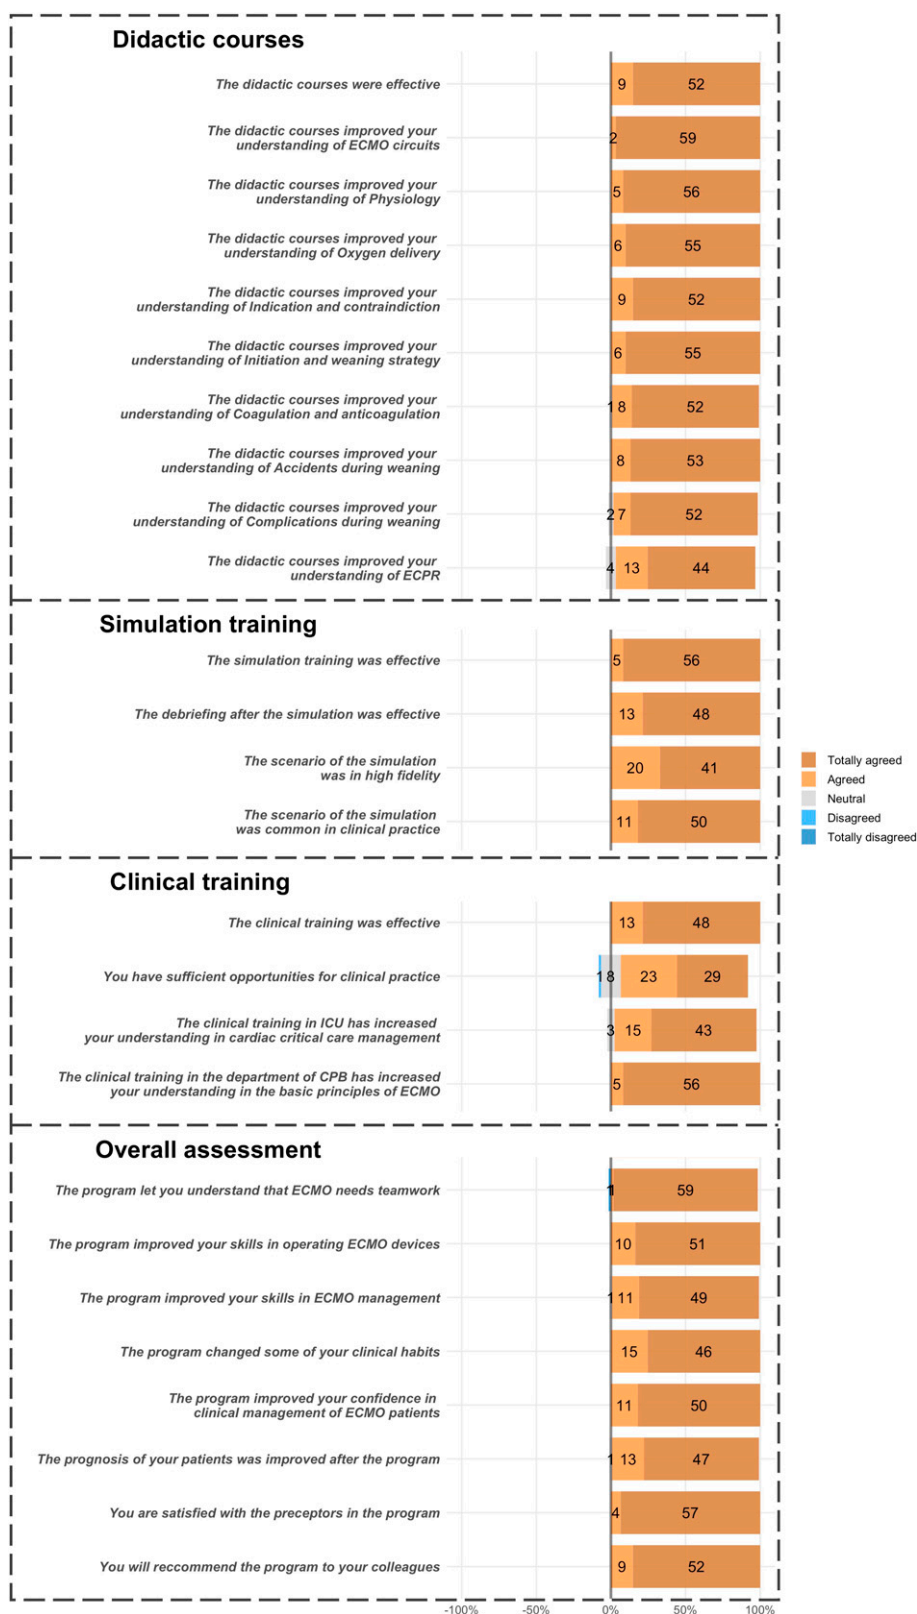 Didactic courses
The didactic courses were effective
9 52
The didactic courses improved your
understanding of ECMO circuits
2 59
The didactic courses improved your
understanding of Physiology
5 56
The didactic courses improved your
understanding of Oxygen delivery
6 55
The didactic courses improved your
understanding of Indication and contraindiction
9 52
The didactic courses improved your
understanding of Initiation and weaning strategy
6 55
The didactic courses improved your
understanding of Coagulation and anticoagulation
1 8 52
The didactic courses improved your
understanding of Accidents during weaning
8 53
The didactic courses improved your
understanding of Complications during weaning
2 7 52
The didactic courses improved your
understanding of ECPR
4 13 44
Simulation training
The simulation training was effective
5 56
The debriefing after the simulation was effective
13 48
The scenario of the simulation
was in high fidelity
20 41
The scenario of the simulation
was common in clinical practice
11 50
Totally agreed
Agreed
Neutral
Disagreed
Totally disagreed
Clinical training
The clinical training was effective
13 48
You have sufficient opportunities for clinical practice
1 8 23 29
The clinical training in ICU has increased
your understanding in cardiac critical care management
3 15 43
The clinical training in the department of CPB has increased
your understanding in the basic principles of ECMO
5 56
Overall assessment
The program let you understand that ECMO needs teamwork
1 1 59
The program improved your skills in operating ECMO devices
10 51
The program improved your skills in ECMO management
1 11 49
The program changed some of your clinical habits
15 46
The program improved your confidence in
clinical management of ECMO patients
11 50
The prognosis of your patients was improved after the program
1 13 47
You are satisfied with the preceptors in the program
4 57
You will reccommend the program to your colleagues
9 52
-100% -50% 0% 50% 100%